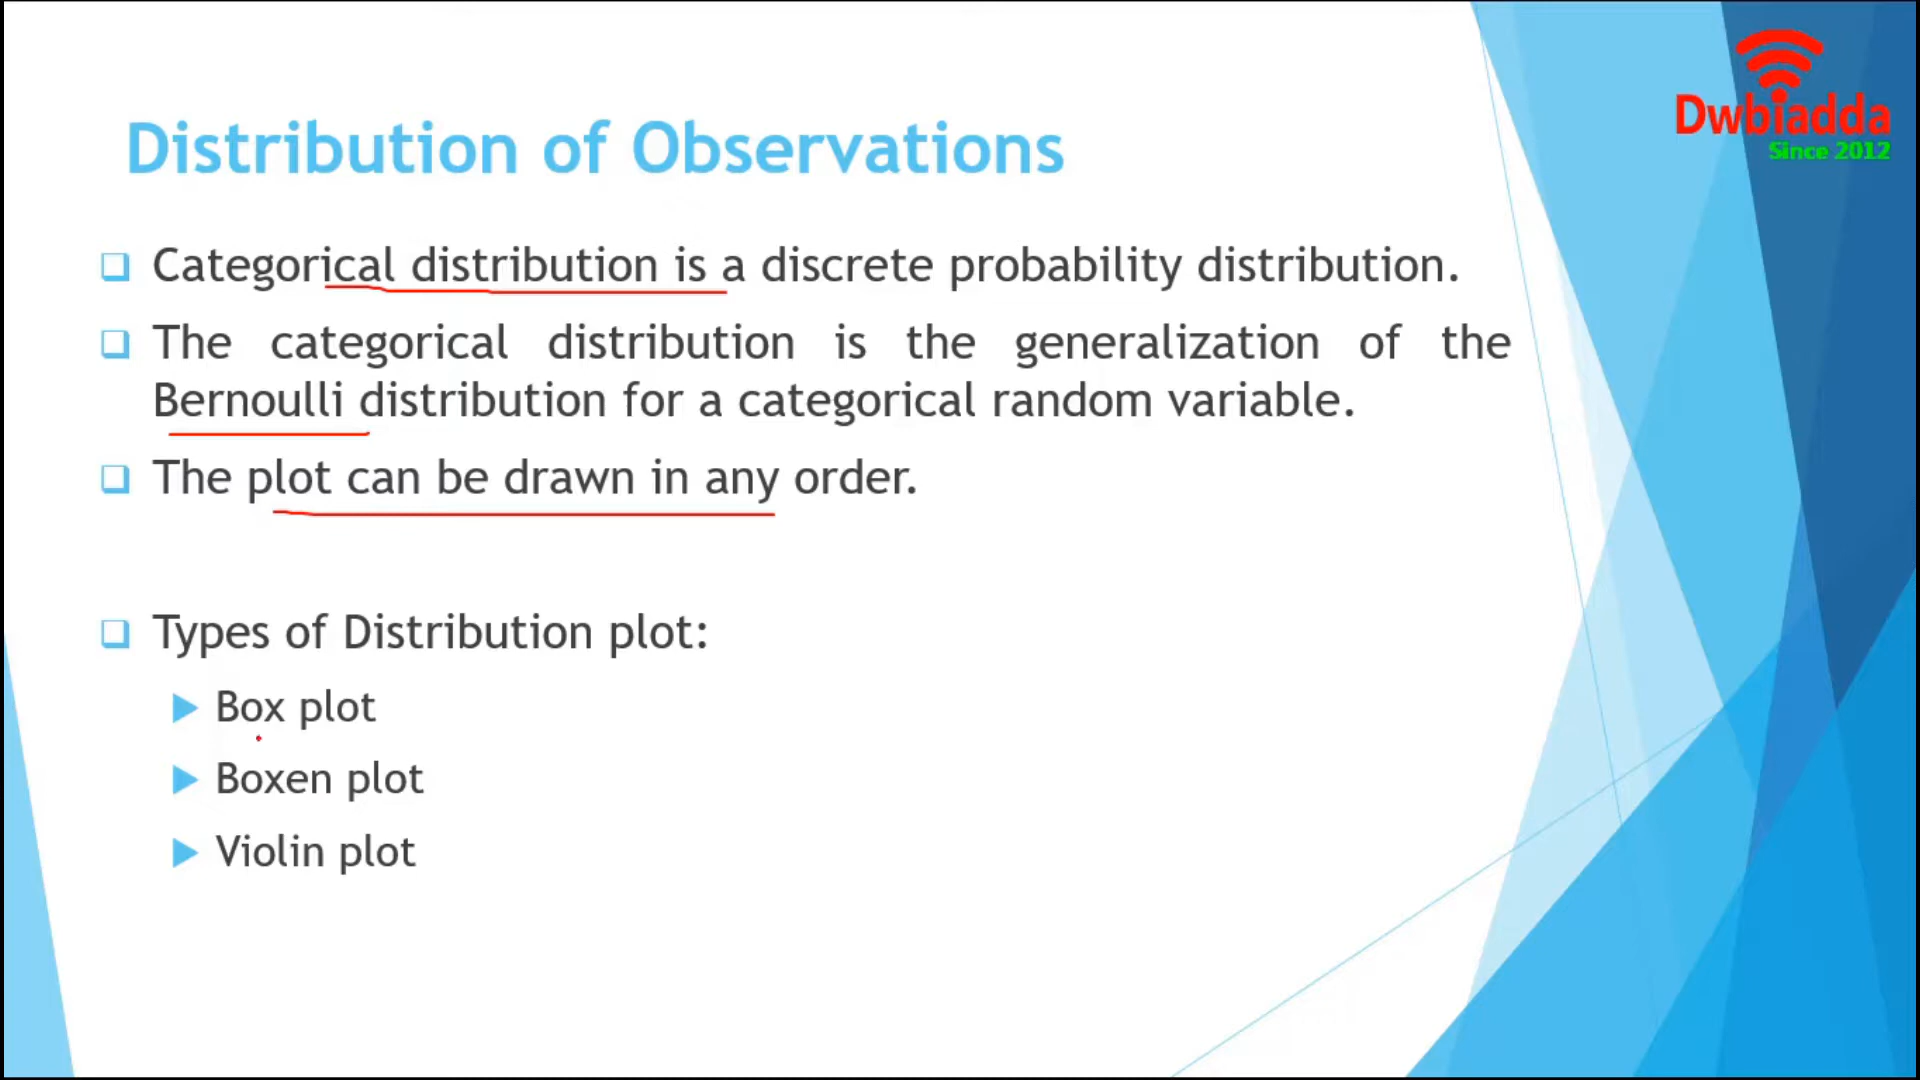 Dwbiadda
Since 2012
Distribution of Observations
Categorical distribution is a discrete probability distribution.
The categorical distribution is the generalization of the
Bernoulli distribution for a categorical random variable.
The plot can be drawn in any order.
Types of Distribution plot:
Box plot
Boxen plot
Violin plot